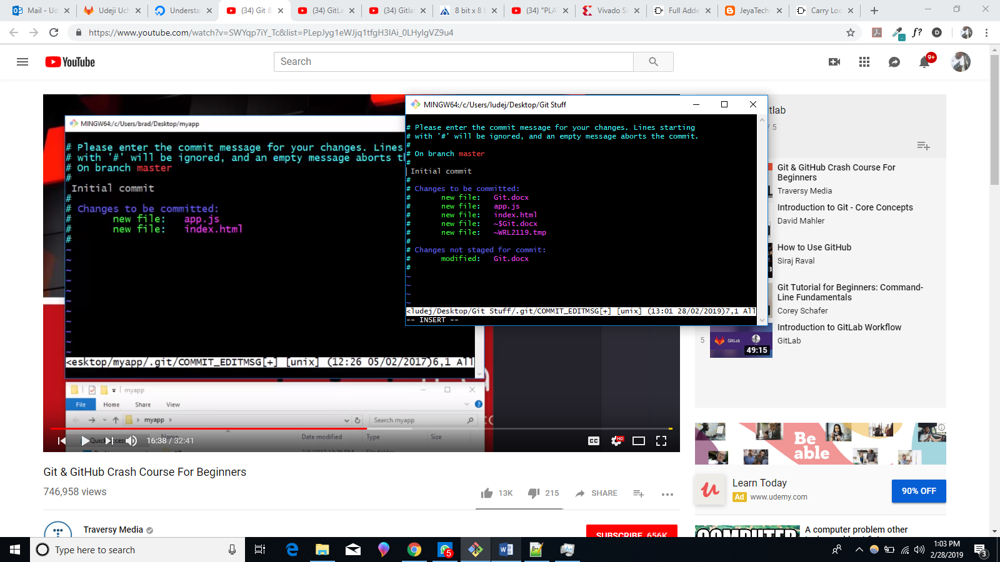 Mail - Ud
Udeji Uch
Understa
(34) Git &
(34) GitLa
(34) Gitla
8 bit x 8 b
(34) "PLA
Vivado Si
Full Adde
JeyaTech
Carry Loo
https://www.youtube.com/watch?v=SWYqp7iY_Tc&list=PLepJyg1eWJjq1tfgH3IAi_0LHyIgVZ9u4
f?
D
YouTube
Search
9+
MINGW64:/c/Users/brad/Desktop/myapp
# Please enter the commit message for your changes. Lines
# with '#' will be ignored, and an empty message aborts th
# On branch master
#
Initial commit
#
# Changes to be committed:
# new file: app.js
# new file: index.html
#
~
~
~
~
~
~
~
~
~
~
~
<esktop/myapp/.git/COMMIT_EDITMSG[+] [unix] (12:26 05/02/2017)6,1 All
MINGW64:/c/Users/ludej/Desktop/Git Stuff
# Please enter the commit message for your changes. Lines starting
# with '#' will be ignored, and an empty message aborts the commit.
#
# On branch master
#
Initial commit
#
# Changes to be committed:
# new file: Git.docx
# new file: app.js
# new file: index.html
# new file: ~$Git.docx
# new file: ~WRL2119.tmp
#
# Changes not staged for commit:
# modified: Git.docx
#
~
~
~
~
<ludej/Desktop/Git Stuff/.git/COMMIT_EDITMSG[+] [unix] (13:01 28/02/2019)7,1 All
-- INSERT --
myapp
File Home Share View
myapp
Search myapp
Name Date modified Type Size
Quick
16:38 / 32:41
CC
HD
tlab
/ 5
Git & GitHub Crash Course For
Beginners
Traversy Media
Introduction to Git - Core Concepts
David Mahler
How to Use GitHub
Siraj Raval
Git Tutorial for Beginners: Command-
Line Fundamentals
Corey Schafer
5
GitLab
49:15
Introduction to GitLab Workflow
GitLab
Be
able
Learn Today
Ad www.udemy.com
90% OFF
Git & GitHub Crash Course For Beginners
746,958 views
13K
215
SHARE
Traversy Media
SUBSCRIBE 656K
COMPUTER
A computer problem other
Type here to search
5
1:03 PM
2/28/2019
3